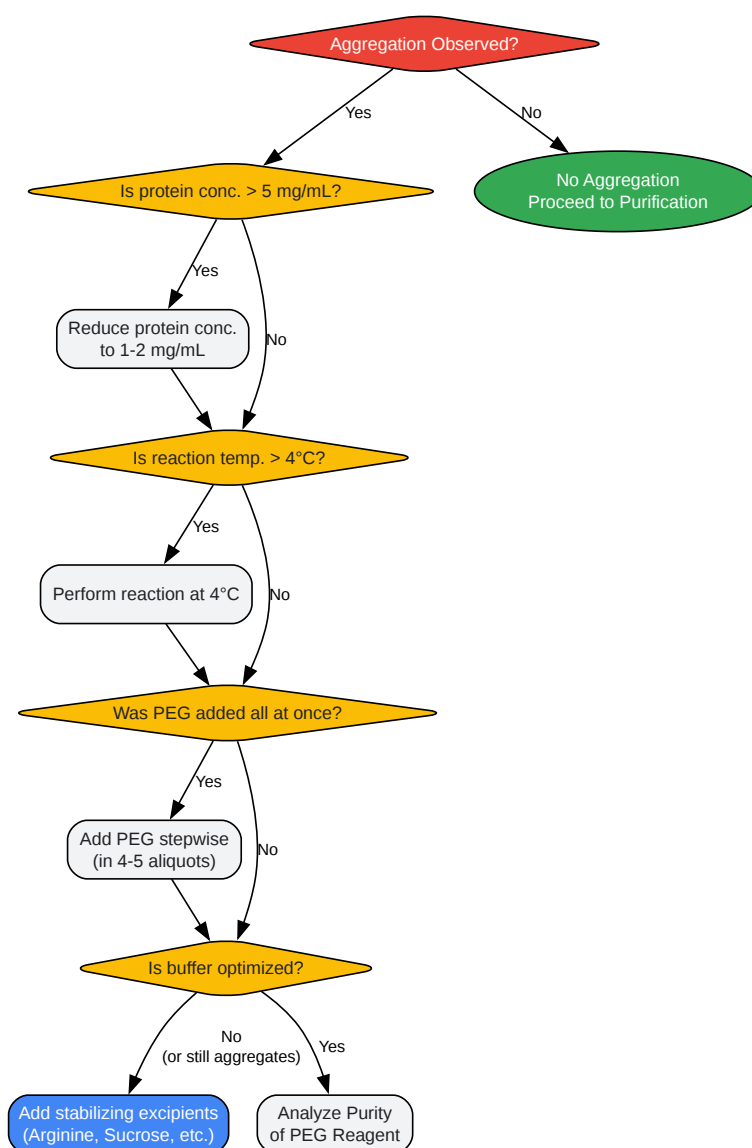 Aggregation Observed?
Yes
No
Is protein conc. > 5 mg/mL?
No Aggregation
Proceed to Purification
Yes
Reduce protein conc.
to 1-2 mg/mL
No
Is reaction temp. > 4°C?
Yes
Perform reaction at 4°C
No
Was PEG added all at once?
Yes
Add PEG stepwise
(in 4-5 aliquots)
No
Is buffer optimized?
No
(or still aggregates)
Yes
Add stabilizing excipients
(Arginine, Sucrose, etc.)
Analyze Purity
of PEG Reagent